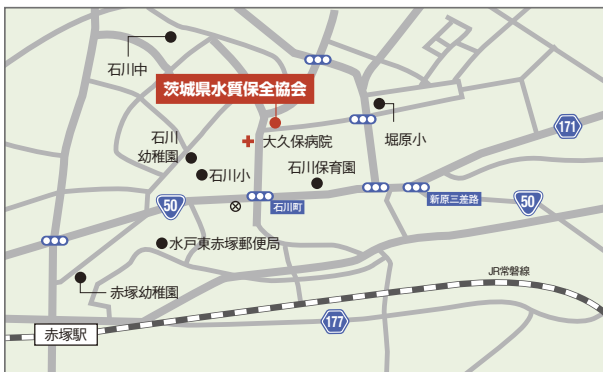 石川中
茨城県水質保全協会
171
石川
幼稚園
大久保病院
堀原小
石川小
石川保育園
50
石川町
新原三差路
50
水戸東赤塚郵便局
JR常磐線
赤塚幼稚園
177
赤塚駅